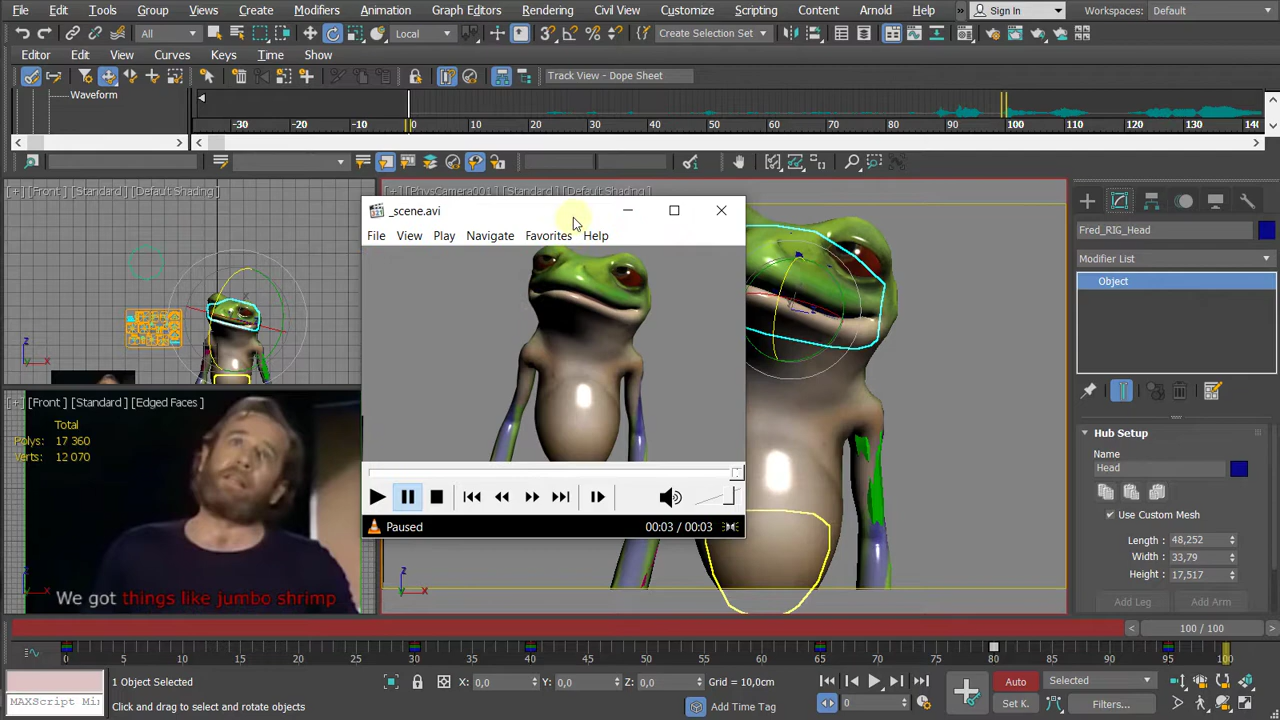 File Edit Tools Group Views Create Modifiers Animation Graph Editors Rendering Civil View Customize Scripting Content Arnold Help » Sign In Workspaces: Default
All Local Create Selection Set
Editor Edit View Curves Keys Time Show
Track View - Dope Sheet
Waveform
-30 -20 -10 0 10 20 30 40 50 60 70 80 90 100 110 120 130 140
[+] [Front] [Standard] [Default Shading]
[+] [PhysCamera001] [Standard] [Default Shading]
_scene.avi
File View Play Navigate Favorites Help
Fred_RIG_Head
Modifier List
Object
[+] [Front] [Standard] [Edged Faces]
Total
Polys: 17 360
Verts: 12 070
We got things like jumbo shrimp
Paused 00:03 / 00:03
Hub Setup
Name
Head
Use Custom Mesh
Length: 48,252
Width: 33,79
Height: 17,517
Add Leg Add Arm
100 / 100
0 5 10 15 20 25 30 35 40 45 50 55 60 65 70 75 80 85 90 95 100
1 Object Selected
X: 0,0 Y: 0,0 Z: 0,0 Grid = 10,0cm
Auto Selected
MAXScript Mi
Click and drag to select and rotate objects
Add Time Tag
0
Set K. Filters...